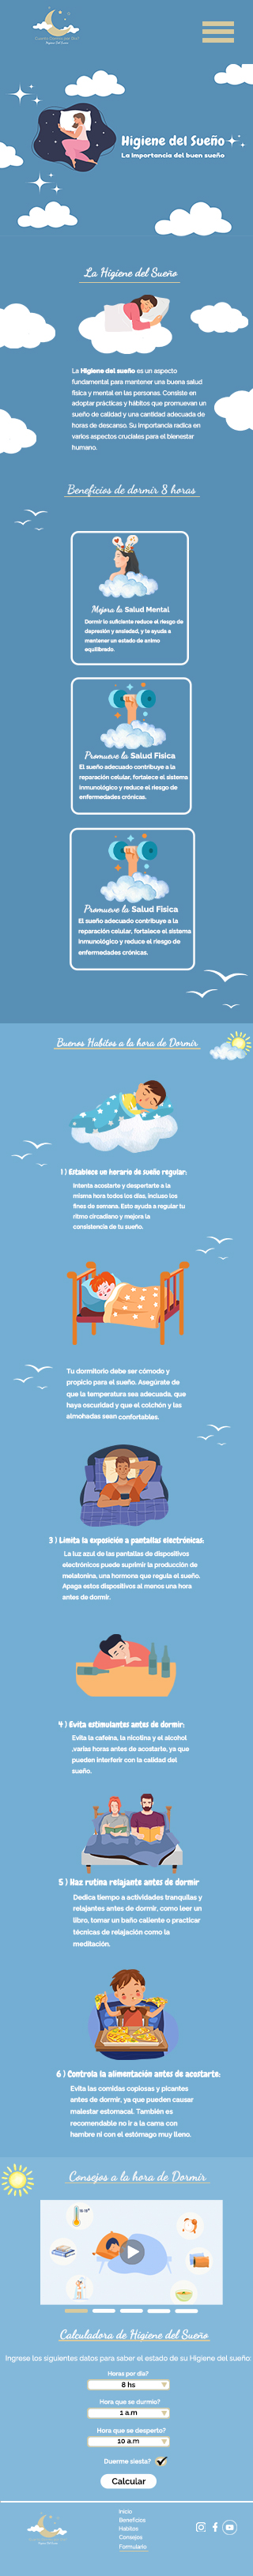 Higiene del Sueño
La importancia del buen sueño
La Higiene del Sueño
La Higiene del sueño es un aspecto
fundamental para mantener una buena salud
física y mental en las personas. Consiste en
adoptar prácticas y hábitos que promuevan un
sueño de calidad y una cantidad adecuada de
horas de descanso. Su importancia radica en
varios aspectos cruciales para el bienestar
humano.
Beneficios de dormir 8 horas
Mejora la Salud Mental
Dormir lo suficiente reduce el riesgo de
depresión y ansiedad, y te ayuda a
mantener un estado de animo
equilibrado.
Promueve la Salud Fisica
El sueño adecuado contribuye a la
reparación celular, fortalece el sistema
inmunológico y reduce el riesgo de
enfermedades crónicas.
Promueve la Salud Fisica
El sueño adecuado contribuye a la
reparación celular, fortalece el sistema
inmunológico y reduce el riesgo de
enfermedades crónicas.
Buenos Habitos a la hora de Dormir
1 ) Establece un horario de sueño regular:
Intenta acostarte y despertarte a la
misma hora todos los días, incluso los
fines de semana. Esto ayuda a regular tu
ritmo circadiano y mejora la
consistencia de tu sueño.
Tu dormitorio debe ser cómodo y
propicio para el sueño. Asegúrate de
que la temperatura sea adecuada, que
haya oscuridad y que el colchón y las
almohadas sean confortables.
3 ) Limita la exposición a pantallas electrónicas:
La luz azul de las pantallas de dispositivos
electrónicos puede suprimir la producción de
melatonina, una hormona que regula el sueño.
Apaga estos dispositivos al menos una hora
antes de dormir.
4 ) Evita estimulantes antes de dormir:
Evita la cafeína, la nicotina y el alcohol
,varias horas antes de acostarte, ya que
pueden interferir con la calidad del
sueño.
5 ) Haz rutina relajante antes de dormir
Dedica tiempo a actividades tranquilas y
relajantes antes de dormir, como leer un
libro, tomar un baño caliente o practicar
técnicas de relajación como la
meditación.
6 ) Controla la alimentación antes de acostarte:
Evita las comidas copiosas y picantes
antes de dormir, ya que pueden causar
malestar estomacal. También es
recomendable no ir a la cama con
hambre ni con el estómago muy lleno.
Consejos a la hora de Dormir
Calculadora de Higiene del Sueño
Ingrese los siguientes datos para saber el estado de su Higiene del sueño:
Horas por dia?
8 hs
Hora que se durmio?
1 a.m
Hora que se desperto?
10 a.m
Duerme siesta?
Calcular
Inicio
Beneficios
Habitos
Consejos
Formulario